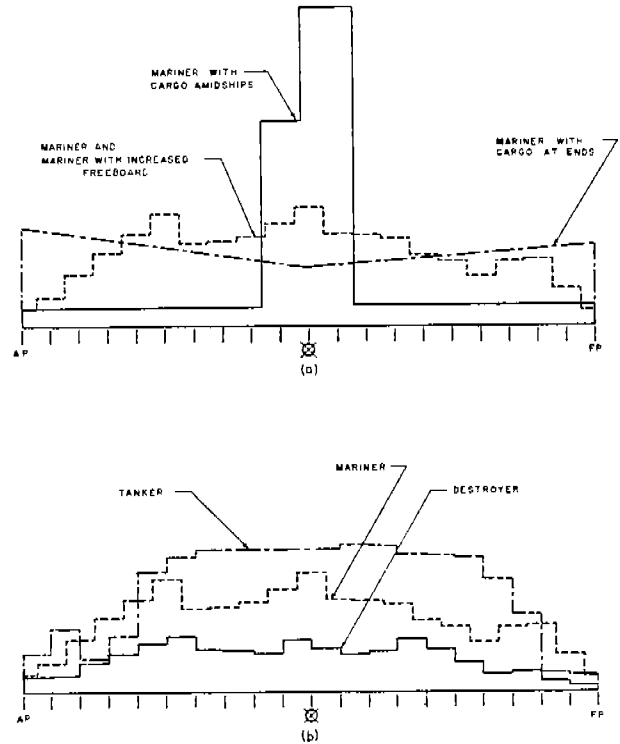 MARINER WITH
CARGO AMIDSHIPS
MARINER AND
MARINER WITH INCREASED
FREEBOARD
MARINER WITH
CARGO AT ENDS
AP
FP
(a)
TANKER
MARINER
DESTROYER
AP
FP
(b)